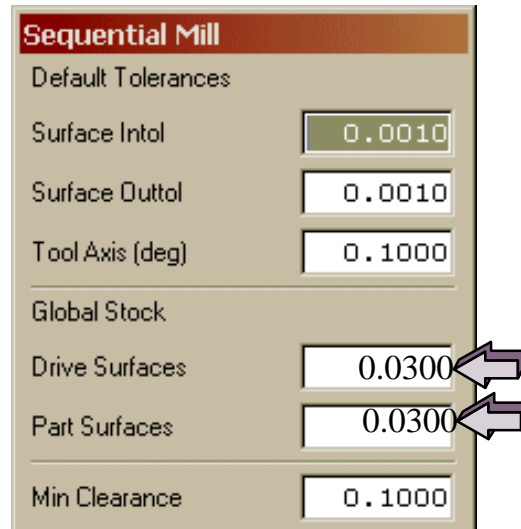 Sequential Mill
Default Tolerances
Surface Intol 0.0010
Surface Outtol 0.0010
Tool Axis (deg) 0.1000
Global Stock
Drive Surfaces 0.0300
Part Surfaces 0.0300
Min Clearance 0.1000